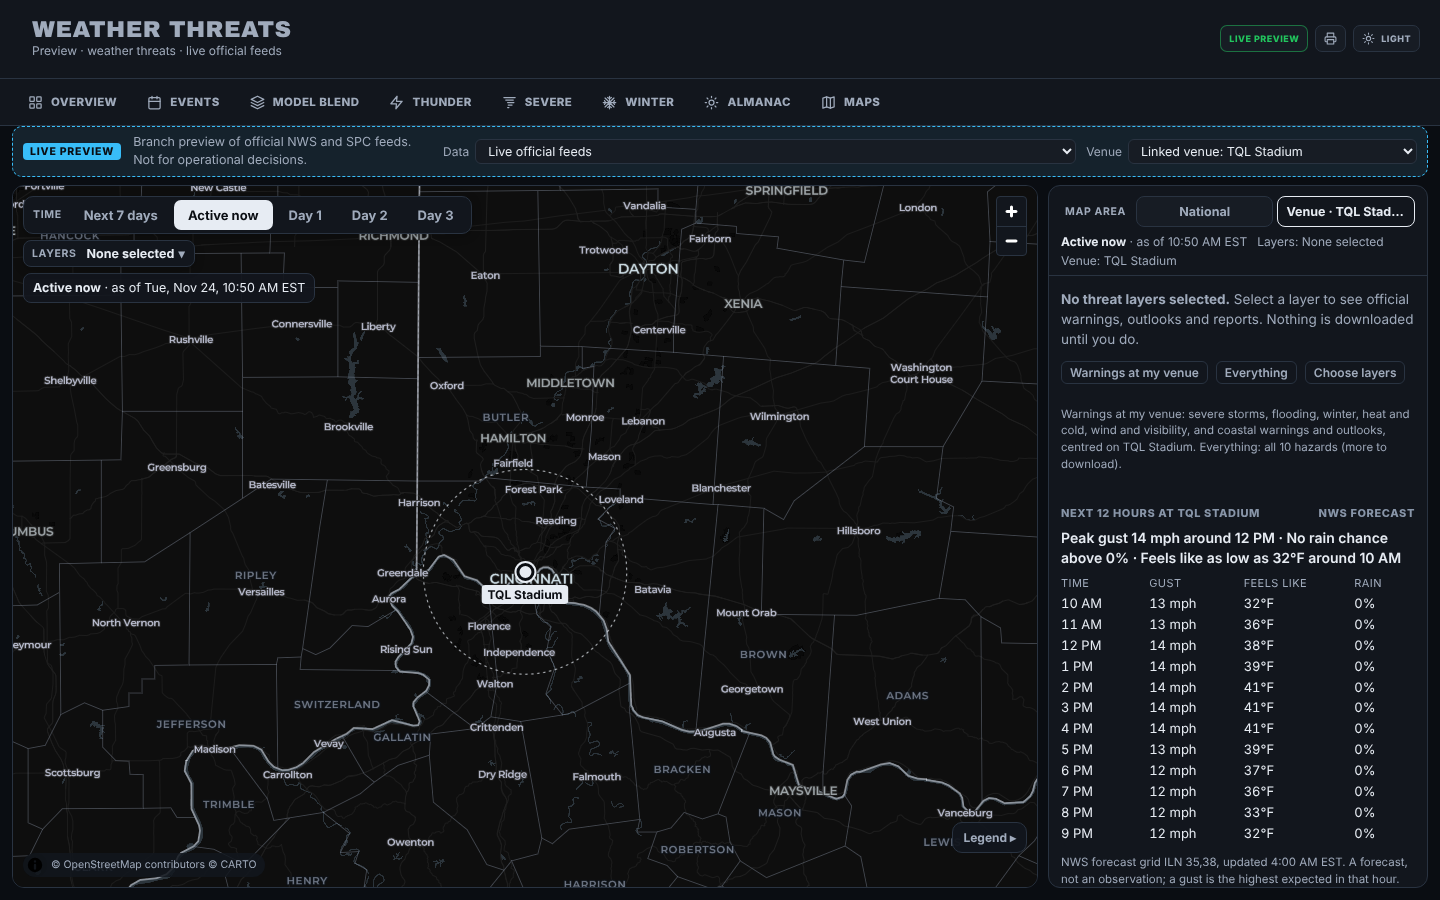 WEATHER THREATS
Preview · weather threats · live official feeds
LIVE PREVIEW
LIGHT
OVERVIEW
EVENTS
MODEL BLEND
THUNDER
SEVERE
WINTER
ALMANAC
MAPS
LIVE PREVIEW
Branch preview of official NWS and SPC feeds.
Not for operational decisions.
Data
Live official feeds
Venue
Linked venue: TQL Stadium
TIME
Next 7 days
Active now
Day 1
Day 2
Day 3
LAYERS None selected ▾
Active now · as of Tue, Nov 24, 10:50 AM EST
+
−
New Castle
SPRINGFIELD
Vandalia
London
HANCOCK
RICHMOND
Fairborn
Trotwood
DAYTON
Eaton
XENIA
Connersville
Liberty
Centerville
Rushville
Washington
Court House
Shelbyville
Oxford
MIDDLETOWN
BUTLER
Monroe
Lebanon
Wilmington
Brookville
HAMILTON
Mason
Fairfield
Greensburg
Batesville
Forest Park
Blanchester
Harrison
Loveland
Reading
Hillsboro
UMBUS
Greendale
CINCINNATI
TQL Stadium
RIPLEY
Versailles
Aurora
Batavia
Mount Orab
North Vernon
Florence
eymour
Rising Sun
Independence
BROWN
Walton
Georgetown
ADAMS
SWITZERLAND
JEFFERSON
Crittenden
West Union
Madison
Vevay
GALLATIN
Augusta
Scottsburg
Carrollton
Dry Ridge
Falmouth
BRACKEN
MAYSVILLE
TRIMBLE
MASON
Vanceburg
Owenton
ROBERTSON
LEWI
Legend ▸
HENRY
HARRISON
© OpenStreetMap contributors © CARTO
MAP AREA
National
Venue · TQL Stad...
Active now · as of 10:50 AM EST Layers: None selected
Venue: TQL Stadium
No threat layers selected. Select a layer to see official
warnings, outlooks and reports. Nothing is downloaded
until you do.
Warnings at my venue
Everything
Choose layers
Warnings at my venue: severe storms, flooding, winter, heat and
cold, wind and visibility, and coastal warnings and outlooks,
centred on TQL Stadium. Everything: all 10 hazards (more to
download).
NEXT 12 HOURS AT TQL STADIUM NWS FORECAST
Peak gust 14 mph around 12 PM · No rain chance
above 0% · Feels like as low as 32°F around 10 AM
TIME GUST FEELS LIKE RAIN
10 AM 13 mph 32°F 0%
11 AM 13 mph 36°F 0%
12 PM 14 mph 38°F 0%
1 PM 14 mph 39°F 0%
2 PM 14 mph 41°F 0%
3 PM 14 mph 41°F 0%
4 PM 14 mph 41°F 0%
5 PM 13 mph 39°F 0%
6 PM 12 mph 37°F 0%
7 PM 12 mph 36°F 0%
8 PM 12 mph 33°F 0%
9 PM 12 mph 32°F 0%
NWS forecast grid ILN 35,38, updated 4:00 AM EST. A forecast,
not an observation; a gust is the highest expected in that hour.